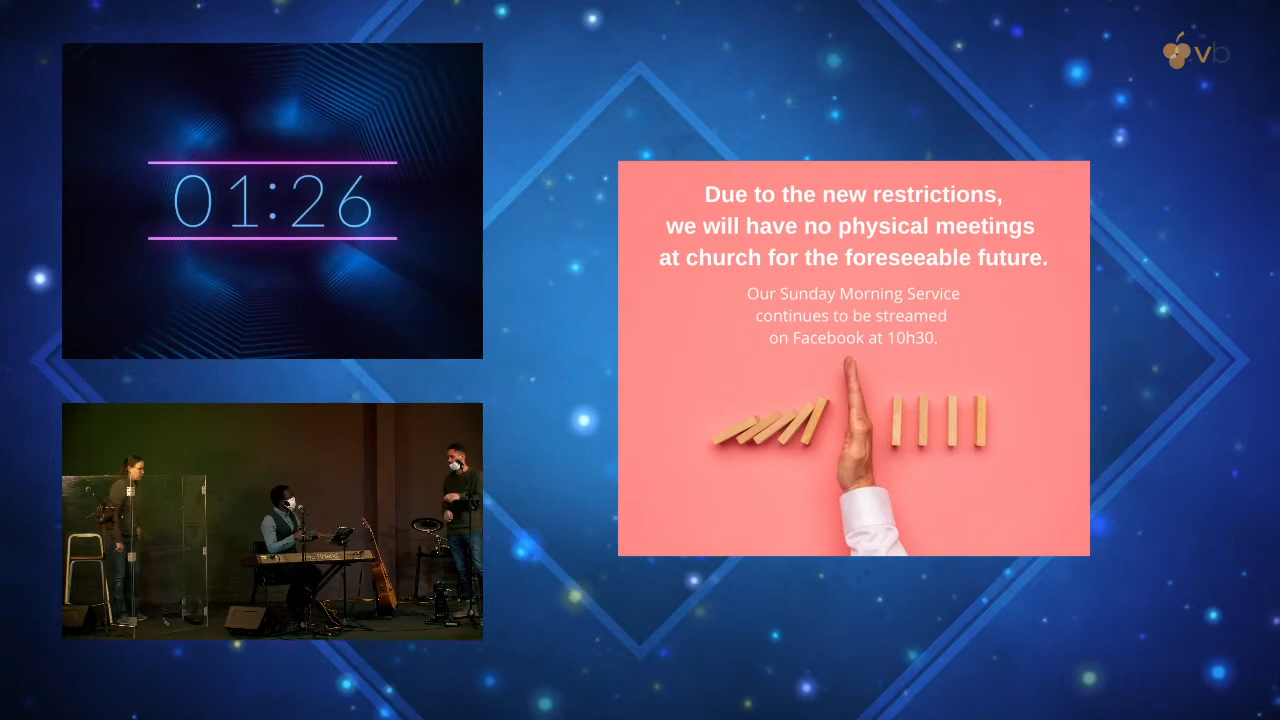 01:26
vb
Due to the new restrictions,
we will have no physical meetings
at church for the foreseeable future.
Our Sunday Morning Service
continues to be streamed
on Facebook at 10h30.
Roland